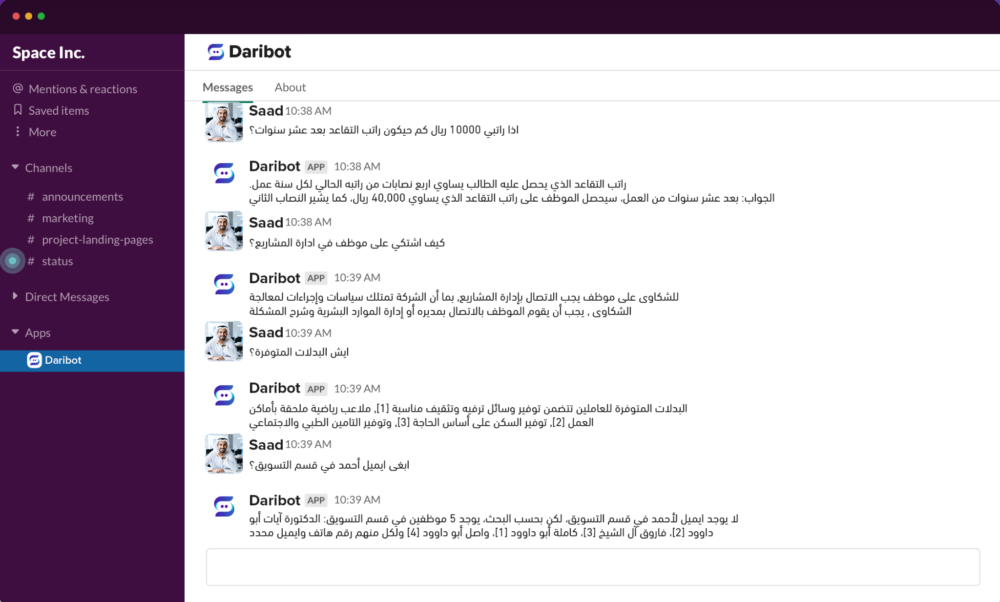 Space Inc.
@ Mentions & reactions
Saved items
More
Channels
# announcements
# marketing
# project-landing-pages
# status
Direct Messages
Apps
Daribot
Daribot
Messages About
Saad 10:38 AM
اذا راتبي 10000 ريال كم حيكون راتب التقاعد بعد عشر سنوات؟
Daribot APP 10:38 AM
راتب التقاعد الذي يحصل عليه الطالب يساوي اربع نصابات من راتبه الحالي لكل سنة عمل.
الجواب: بعد عشر سنوات من العمل، سيحصل الموظف على راتب التقاعد الذي يساوي 40,000 ريال، كما يشير النصاب الثاني
Saad 10:38 AM
كيف اشتكي على موظف في ادارة المشاريع؟
Daribot APP 10:39 AM
للشكاوى على موظف يجب الاتصال بإدارة المشاريع, بما أن الشركة تمتلك سياسات وإجراءات لمعالجة
الشكاوى , يجب أن يقوم الموظف بالاتصال بمديره أو إدارة الموارد البشرية وشرح المشكلة
Saad 10:39 AM
ايش البدلات المتوفرة؟
Daribot APP 10:39 AM
البدلات المتوفرة للعاملين تتضمن توفير وسائل ترفيه وتثقيف مناسبة [1], ملاعب رياضية ملحقة بأماكن
العمل [2], توفير السكن على أساس الحاجة [3], وتوفير التامين الطبي والاجتماعي
Saad 10:39 AM
ابغى ايميل أحمد في قسم التسويق؟
Daribot APP 10:39 AM
لا يوجد ايميل لأحمد في قسم التسويق، لكن بحسب البحث، يوجد 5 موظفين في قسم التسويق: الدكتورة آيات أبو
داوود [2]، فاروق آل الشيخ [3]، كاملة أبو داوود [1]، واصل أبو داوود [4] ولكل منهم رقم هاتف وايميل محدد